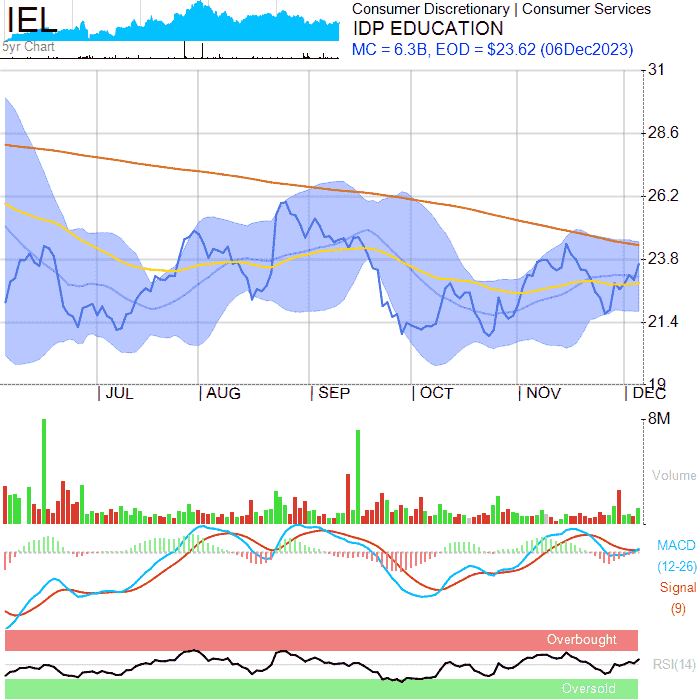 IEL
5yr Chart
Consumer Discretionary | Consumer Services
IDP EDUCATION
MC = 6.3B, EOD = $23.62 (06Dec2023)
31
28.6
26.2
23.8
21.4
19
| JUL | AUG | SEP | OCT | NOV | DEC
8M
Volume
MACD
(12-26)
Signal
(9)
Overbought
RSI(14)
Oversold